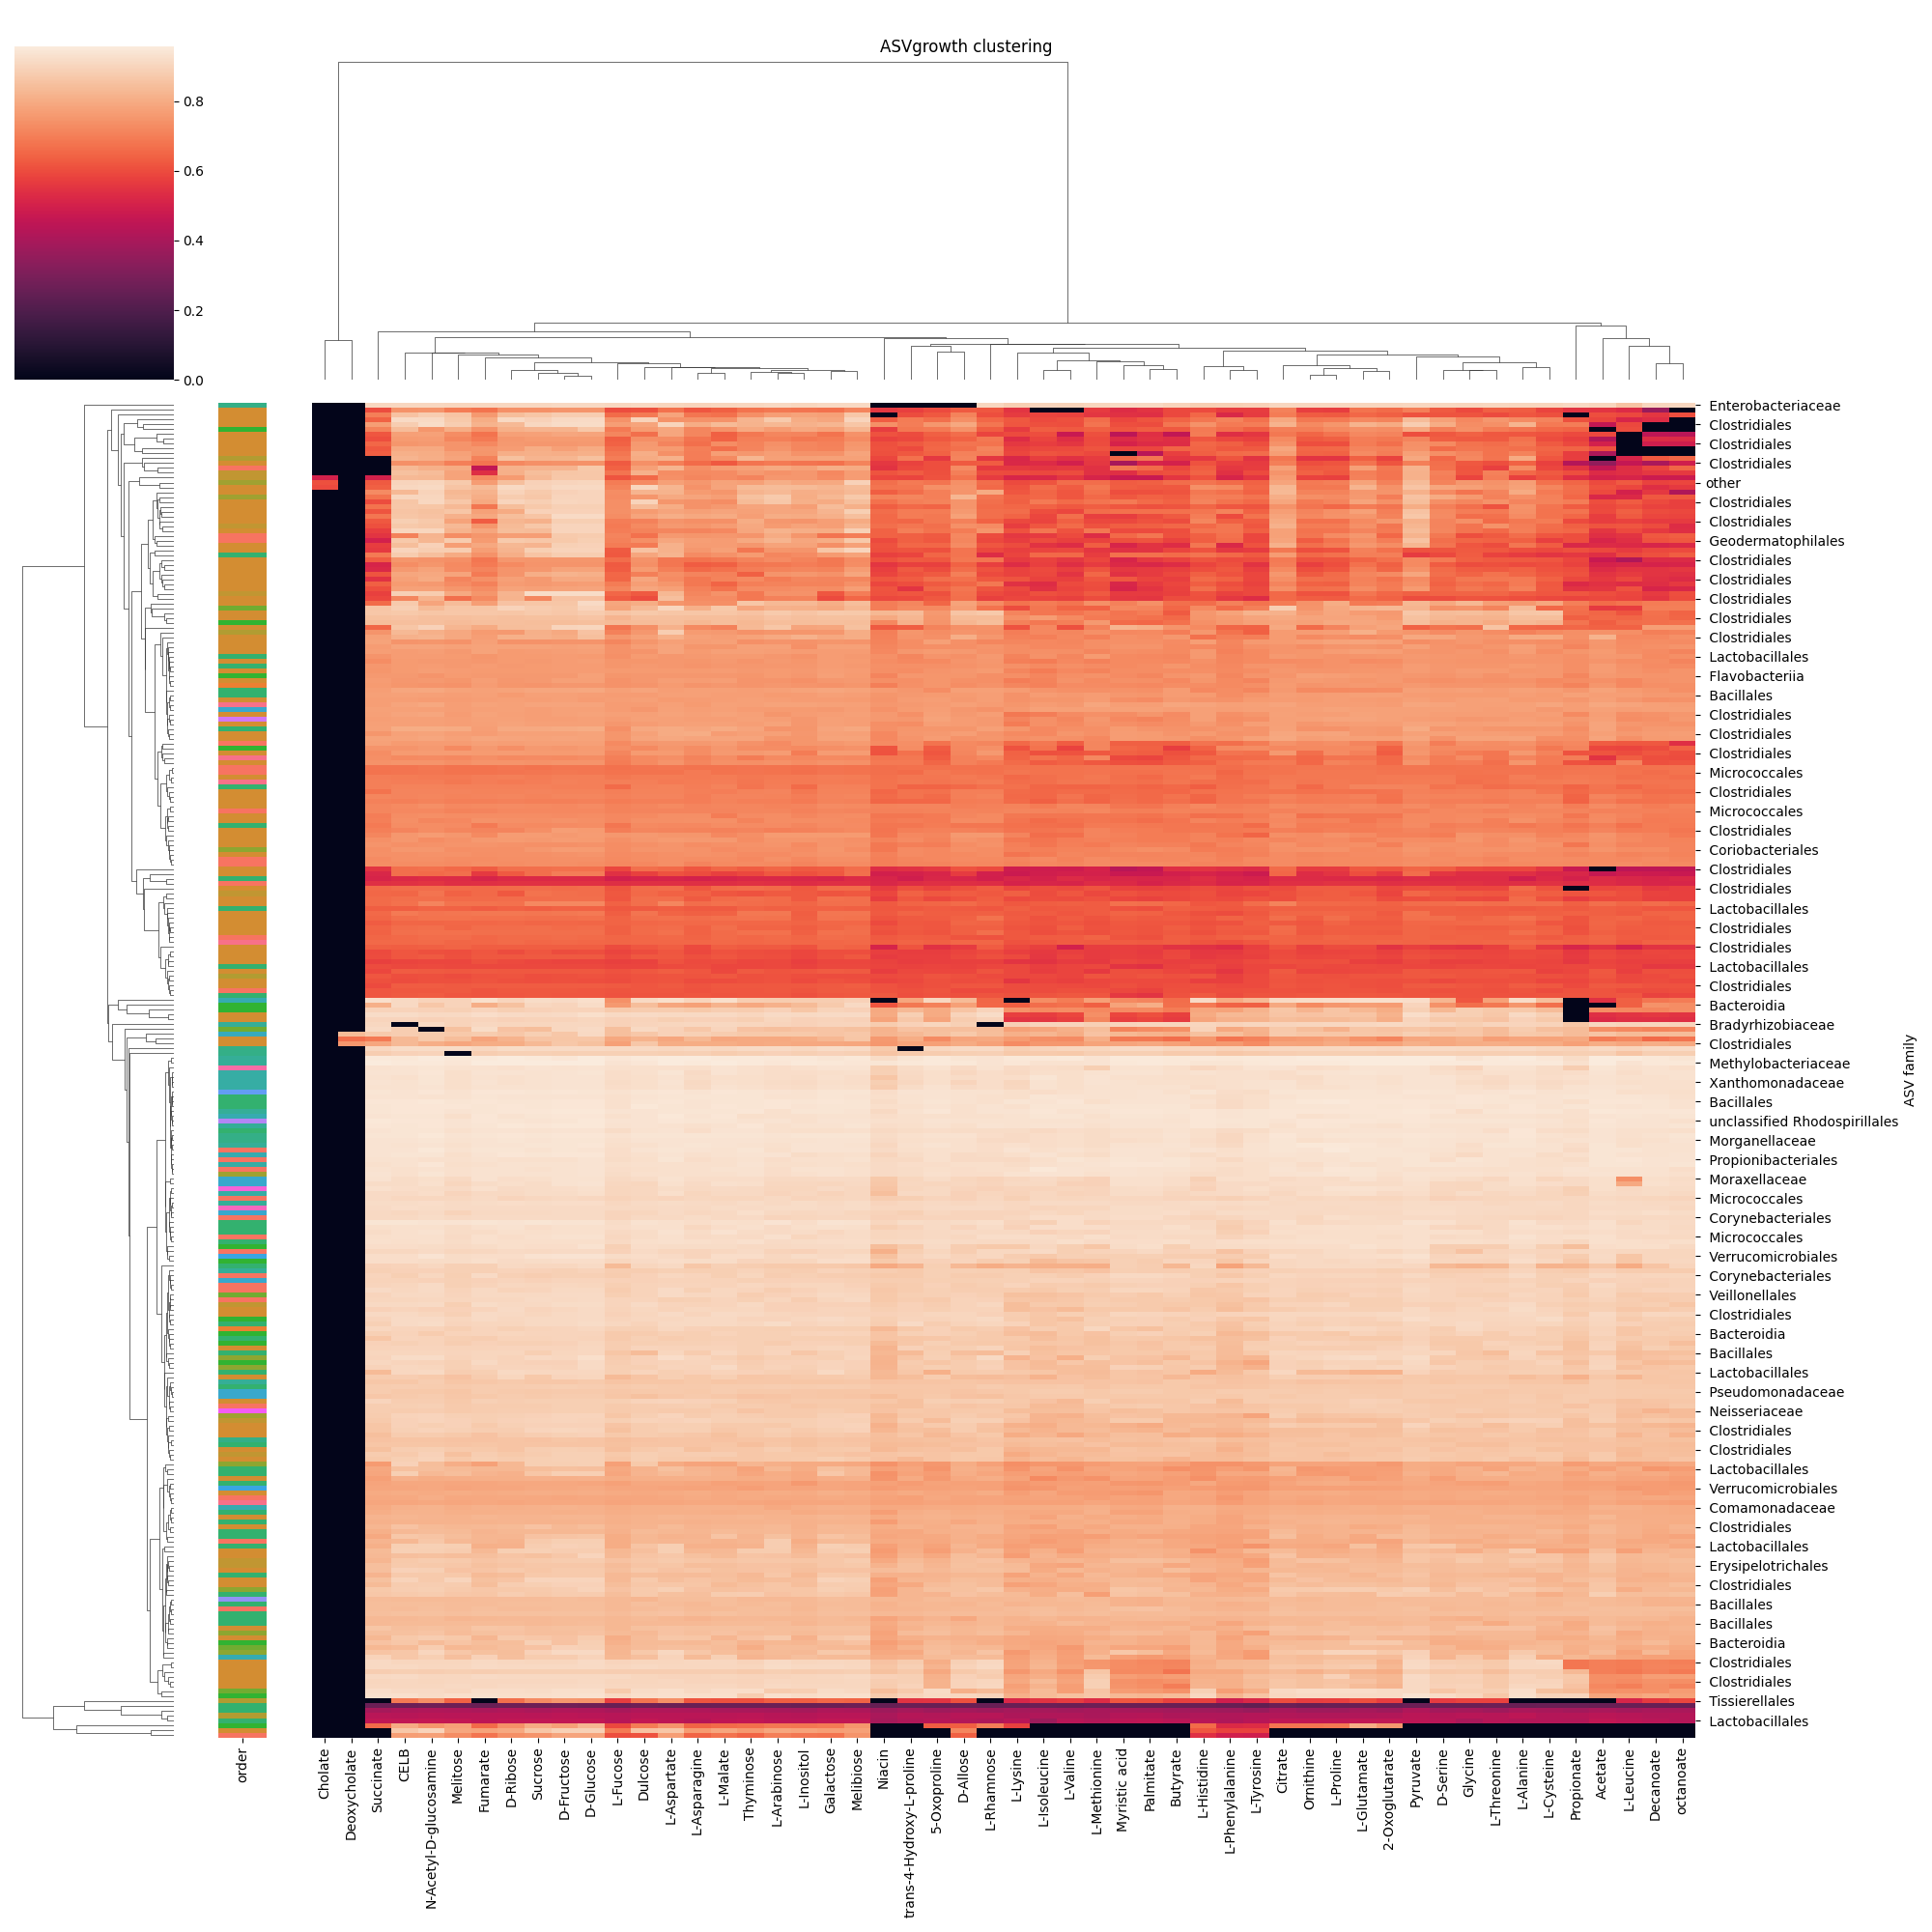 ASVgrowth clustering
0.8
0.6
0.4
0.2
0.0
Enterobacteriaceae
Clostridiales
Clostridiales
Clostridiales
other
Clostridiales
Clostridiales
Geodermatophilales
Clostridiales
Clostridiales
Clostridiales
Clostridiales
Clostridiales
Lactobacillales
Flavobacteriia
Bacillales
Clostridiales
Clostridiales
Clostridiales
Micrococcales
Clostridiales
Micrococcales
Clostridiales
Coriobacteriales
Clostridiales
Clostridiales
Lactobacillales
Clostridiales
Clostridiales
Lactobacillales
Clostridiales
Bacteroidia
Bradyrhizobiaceae
Clostridiales
Methylobacteriaceae
Xanthomonadaceae
Bacillales
unclassified Rhodospirillales
Morganellaceae
Propionibacteriales
Moraxellaceae
Micrococcales
Corynebacteriales
Micrococcales
Verrucomicrobiales
Corynebacteriales
Veillonellales
Clostridiales
Bacteroidia
Bacillales
Lactobacillales
Pseudomonadaceae
Neisseriaceae
Clostridiales
Clostridiales
Lactobacillales
Verrucomicrobiales
Comamonadaceae
Clostridiales
Lactobacillales
Erysipelotrichales
Clostridiales
Bacillales
Bacillales
Bacteroidia
Clostridiales
Clostridiales
Tissierellales
Lactobacillales
ASV family
order
Cholate
Deoxycholate
Succinate
CELB
N-Acetyl-D-glucosamine
Melitose
Fumarate
D-Ribose
Sucrose
D-Fructose
D-Glucose
L-Fucose
Dulcose
L-Aspartate
L-Asparagine
L-Malate
Thyminose
L-Arabinose
L-Inositol
Galactose
Melibiose
Niacin
trans-4-Hydroxy-L-proline
5-Oxoproline
D-Allose
L-Rhamnose
L-Lysine
L-Isoleucine
L-Valine
L-Methionine
Myristic acid
Palmitate
Butyrate
L-Histidine
L-Phenylalanine
L-Tyrosine
Citrate
Ornithine
L-Proline
L-Glutamate
2-Oxoglutarate
Pyruvate
D-Serine
Glycine
L-Threonine
L-Alanine
L-Cysteine
Propionate
Acetate
L-Leucine
Decanoate
octanoate